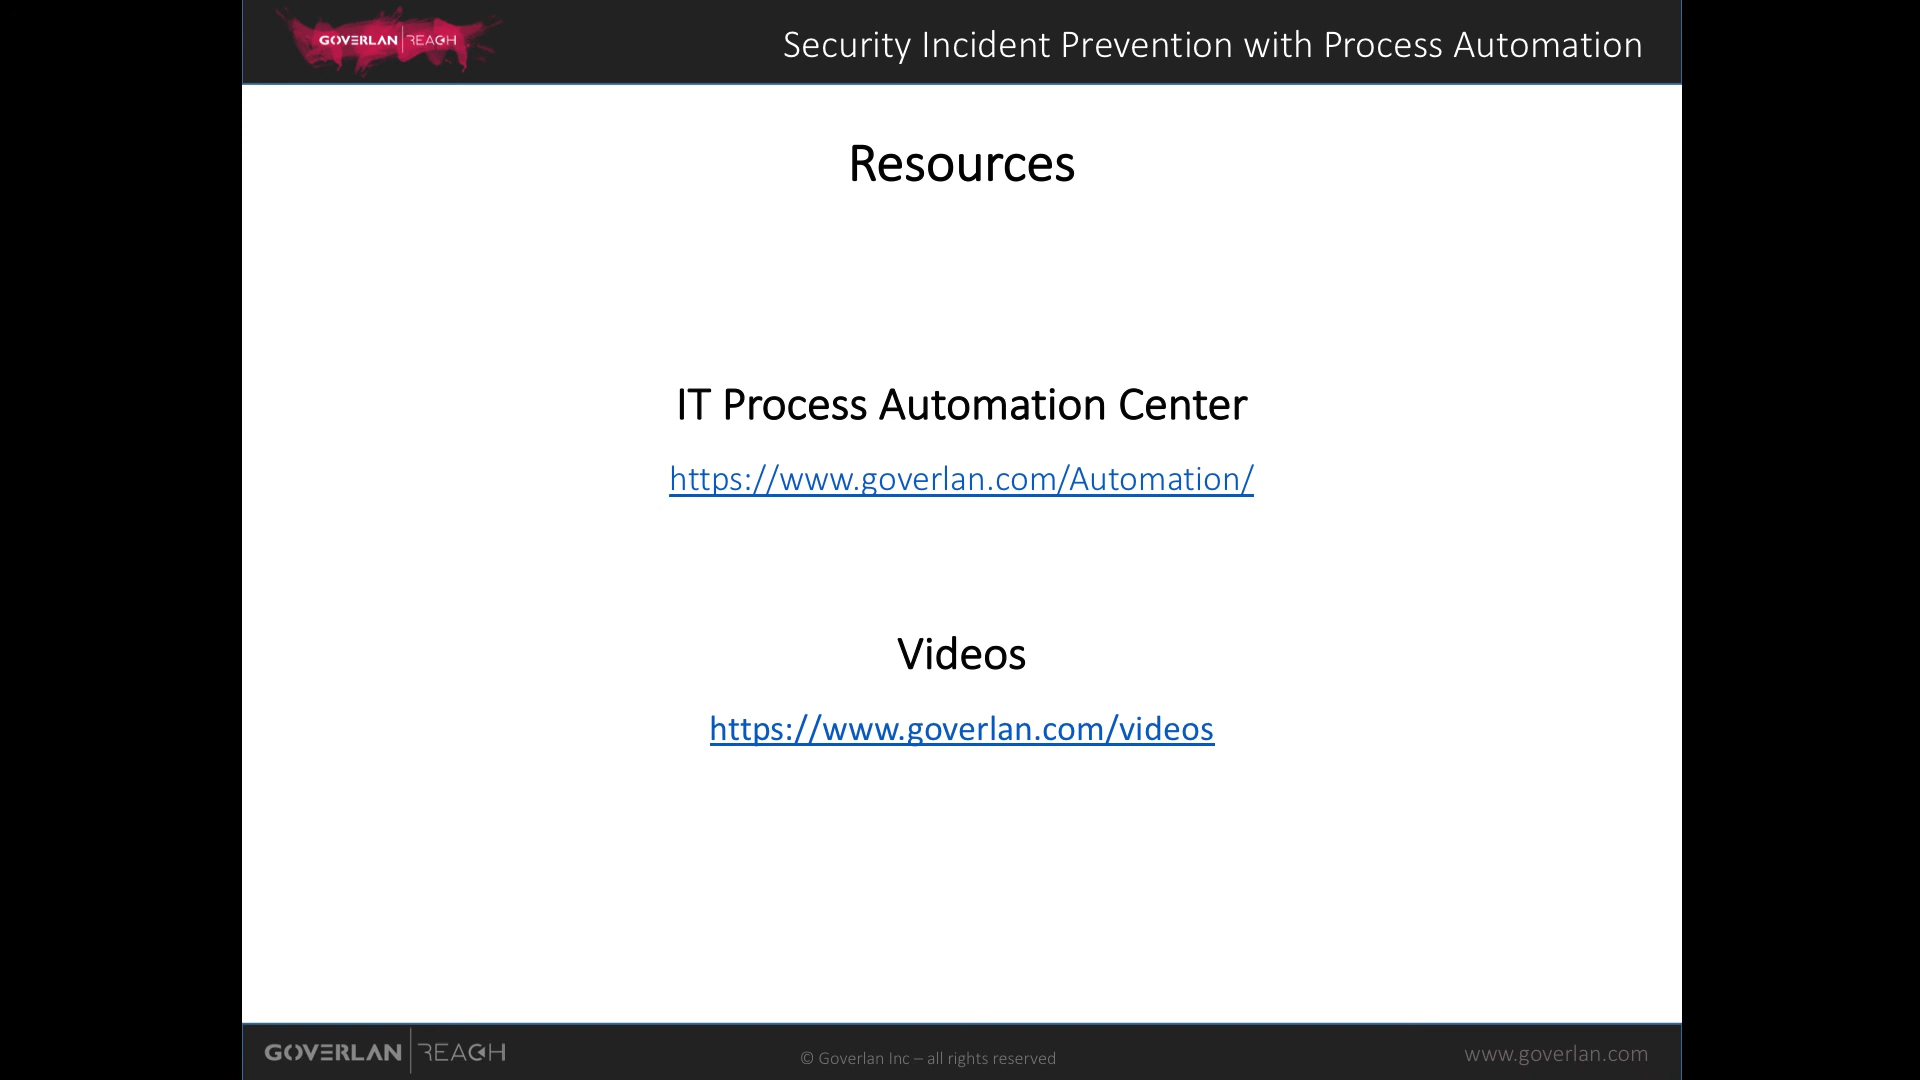 GOVERLAN REACH
Security Incident Prevention with Process Automation
Resources
IT Process Automation Center
https://www.goverlan.com/Automation/
Videos
https://www.goverlan.com/videos
GOVERLAN REACH
© Goverlan Inc – all rights reserved
www.goverlan.com